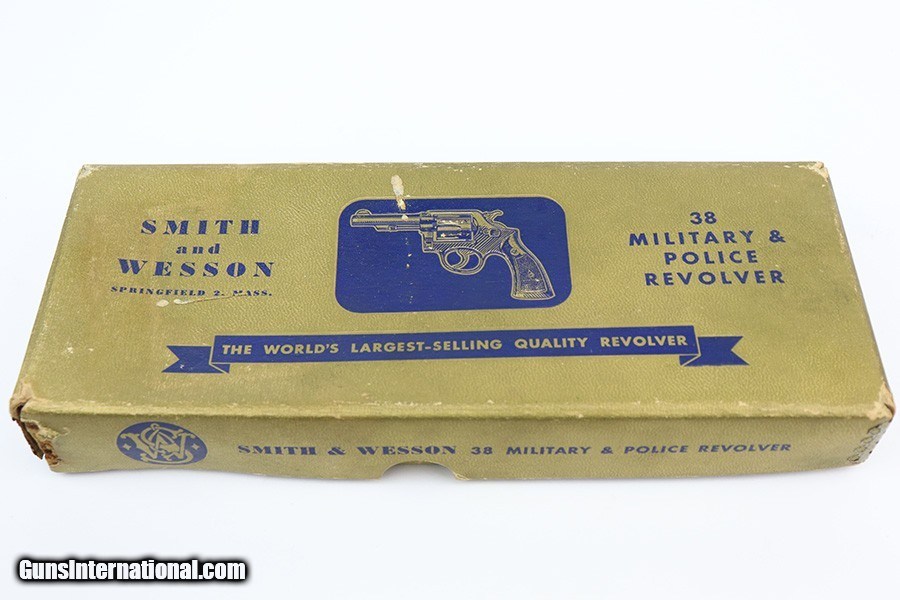 SMITH
and
WESSON
SPRINGFIELD 2, MASS.
38
MILITARY &
POLICE
REVOLVER
THE WORLD'S LARGEST-SELLING QUALITY REVOLVER
SMITH & WESSON 38 MILITARY & POLICE REVOLVER
GunsInternational.com